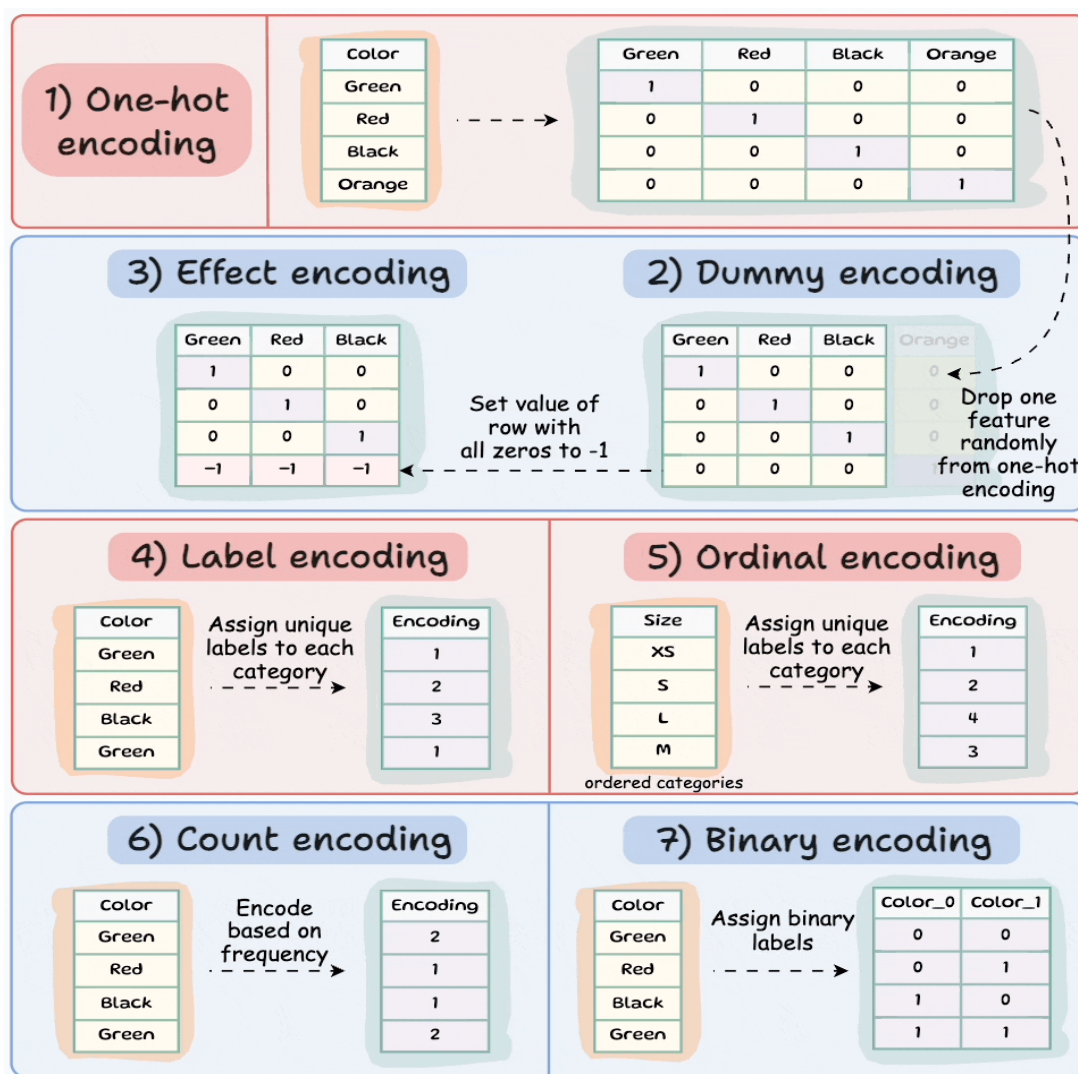 1) One-hot
encoding
Color
Green
Red
Black
Orange
Green Red Black Orange
1 0 0 0
0 1 0 0
0 0 1 0
0 0 0 1
3) Effect encoding
Green Red Black
1 0 0
0 1 0
0 0 1
-1 -1 -1
Set value of
row with
all zeros to -1
2) Dummy encoding
Green Red Black Orange
1 0 0 0
0 1 0 0
0 0 1 0
0 0 0 1
Drop one
feature
randomly
from one-hot
encoding
4) Label encoding
Color
Green
Red
Black
Green
Assign unique
labels to each
category
Encoding
1
2
3
1
5) Ordinal encoding
Size
XS
S
L
M
ordered categories
Assign unique
labels to each
category
Encoding
1
2
4
3
6) Count encoding
Color
Green
Red
Black
Green
Encode
based on
frequency
Encoding
2
1
1
2
7) Binary encoding
Color
Green
Red
Black
Green
Assign binary
labels
Color_0 Color_1
0 0
0 1
1 0
1 1